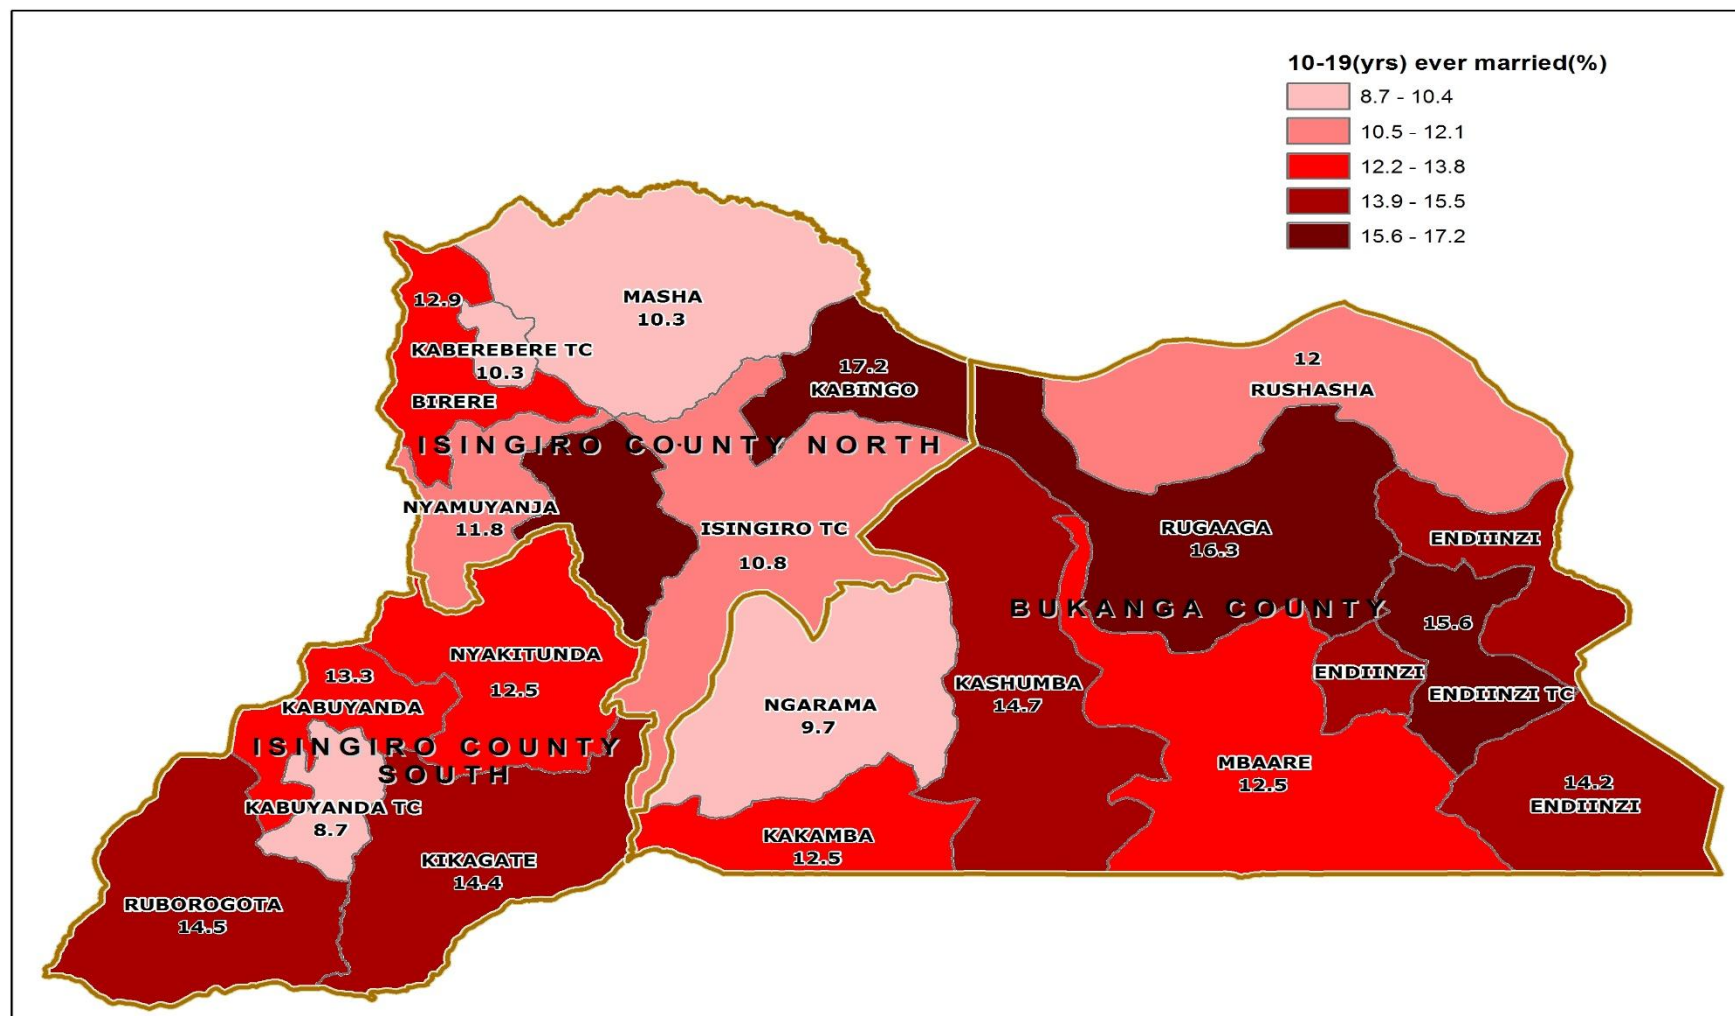 10-19(yrs) ever married(%)
8.7 - 10.4
10.5 - 12.1
12.2 - 13.8
13.9 - 15.5
15.6 - 17.2
12.9
MASHA
10.3
KABEREBERE TC
10.3
17.2
KABINGO
12
RUSHASHA
BIRERE
ISINGIRO COUNTY NORTH
NYAMUYANJA
11.8
ISINGIRO TC
10.8
RUGAAGA
16.3
ENDIINZI
BUKANGA COUNTY
15.6
NYAKITUNDA
12.5
13.3
KABUYANDA
ENDIINZI
KASHUMBA
14.7
ENDIINZI TC
NGARAMA
9.7
ISINGIRO COUNTY
SOUTH
MBAARE
12.5
14.2
ENDIINZI
KABUYANDA TC
8.7
KAKAMBA
12.5
KIKAGATE
14.4
RUBOROGOTA
14.5